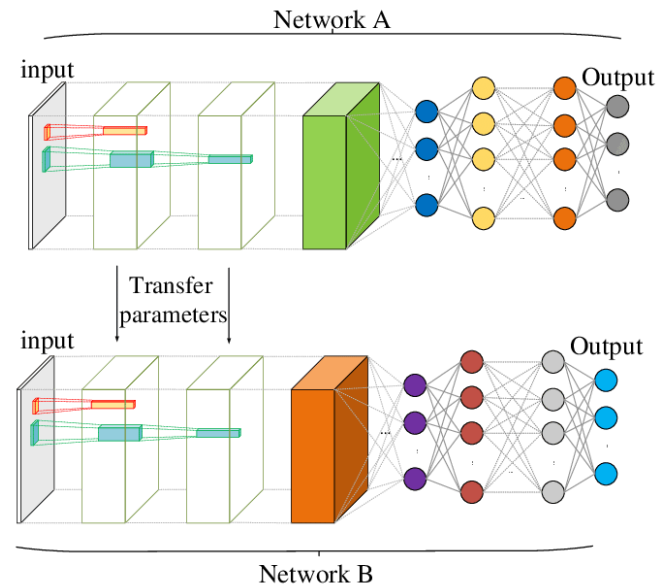 Network A
input
Output
...
Transfer
parameters
input
Output
...
Network B